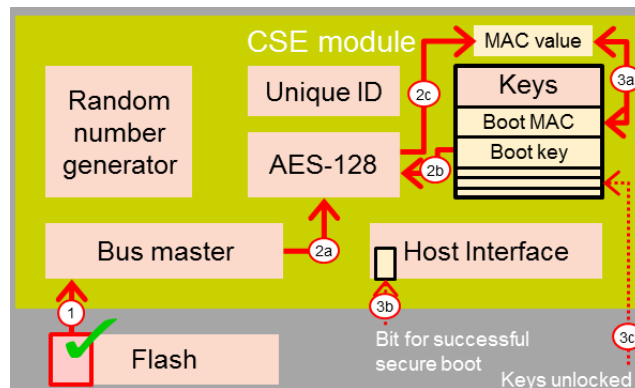 CSE module
MAC value
3a
2c
Random
number
generator
Unique ID
Keys
Boot MAC
AES-128
Boot key
2b
Bus master
2a
Host Interface
1
3b
Flash
Bit for successful
secure boot
3c
Keys unlocked